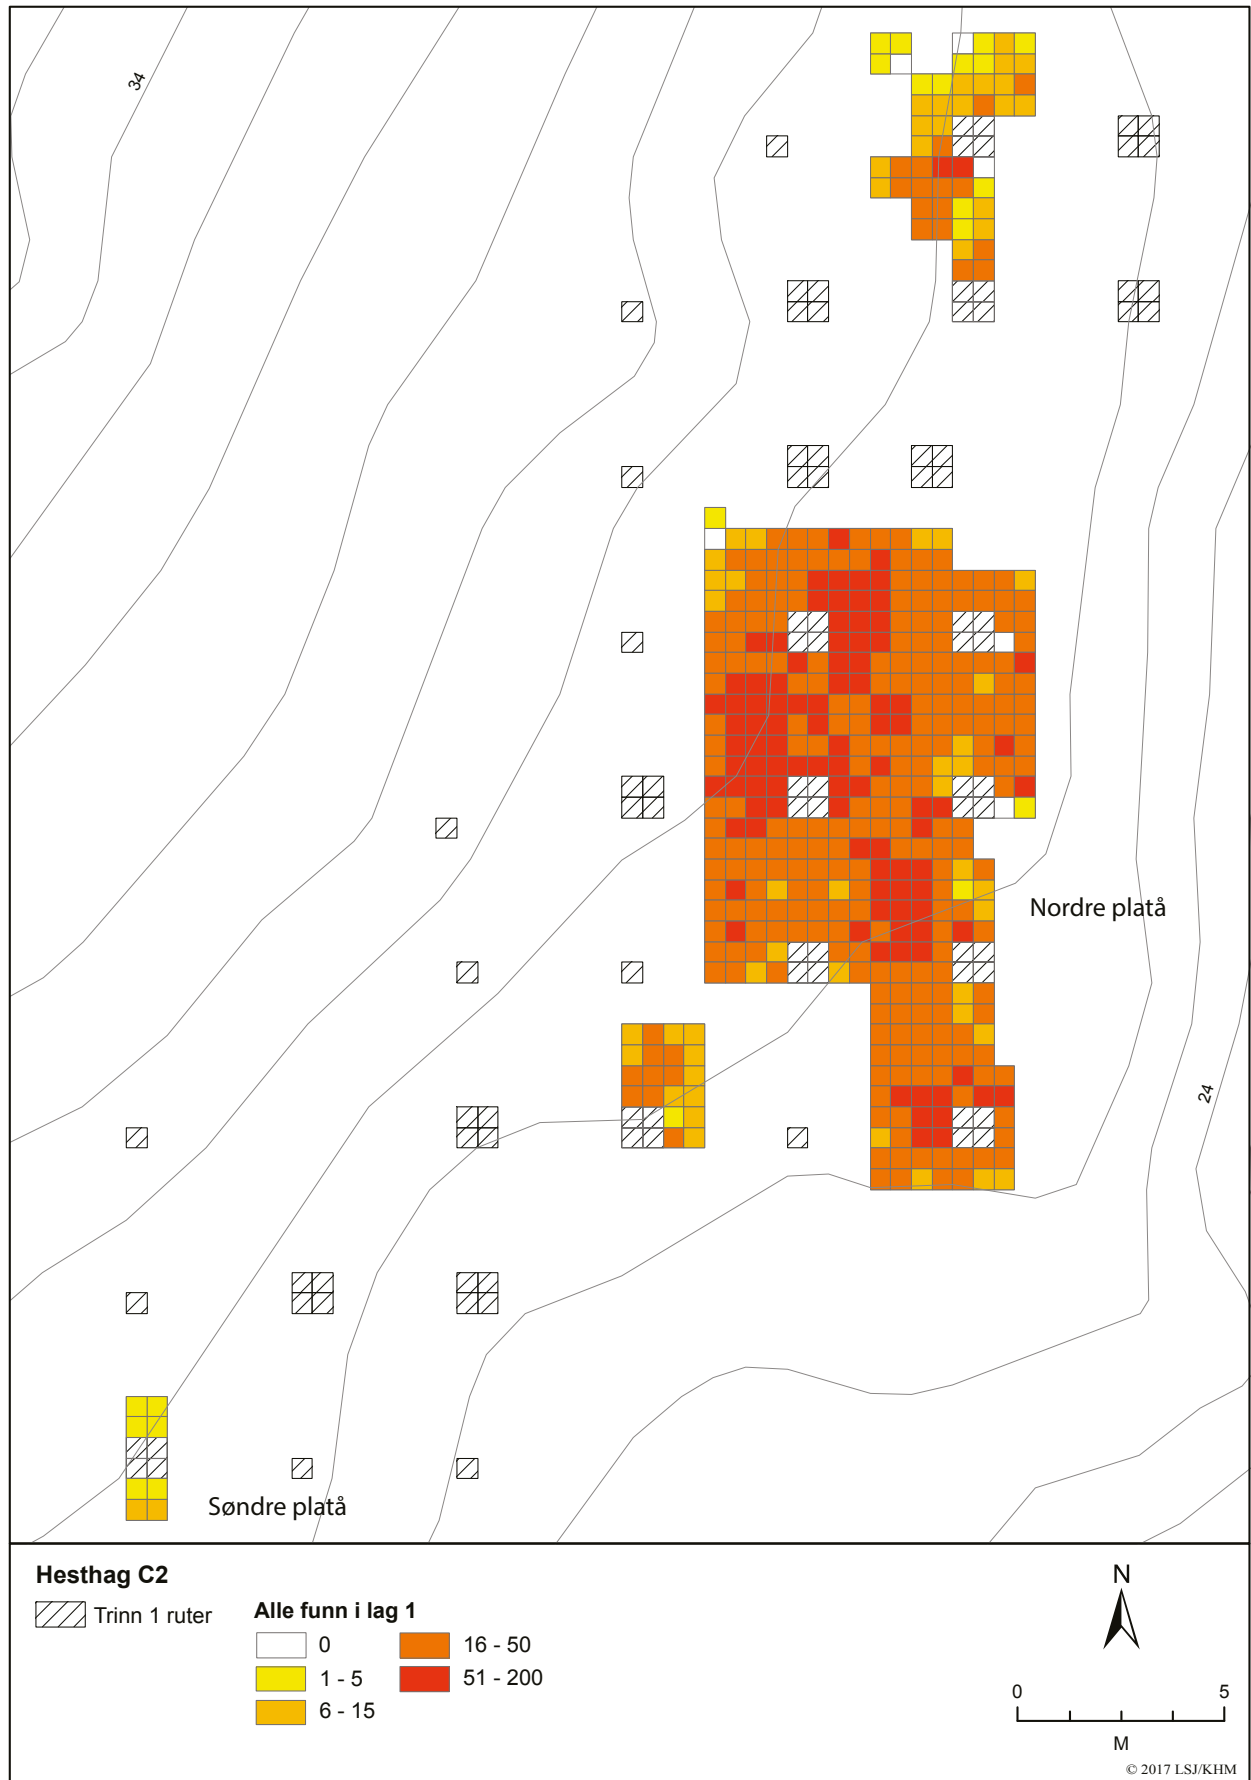 34
Nordre platå
24
Søndre platå
Hesthag C2
Trinn 1 ruter
Alle funn i lag 1
0
1 - 5
6 - 15
16 - 50
51 - 200
N
0 5
M
© 2017 LSJ/KHM